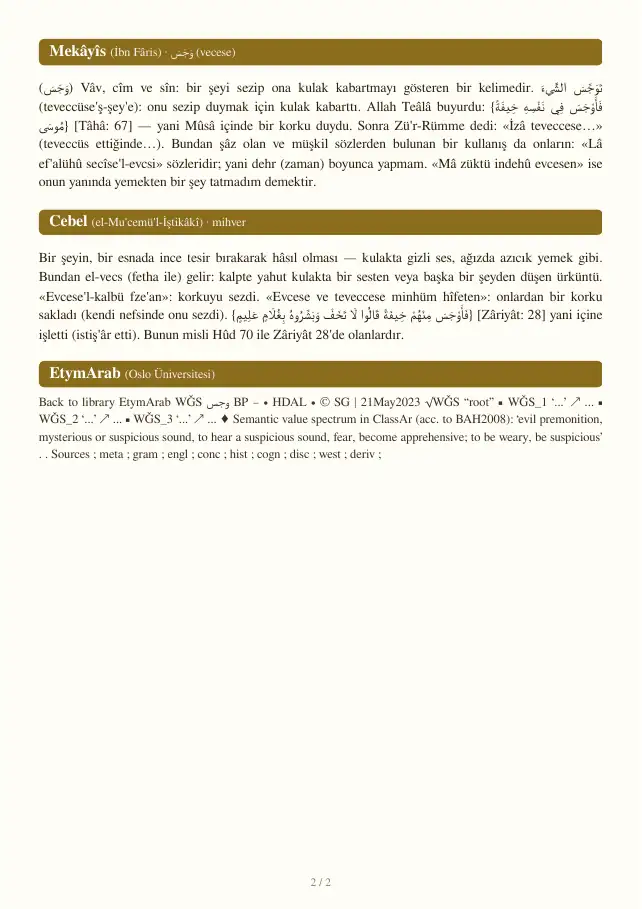 Mekâyîs (İbn Fâris) · وَجَسَ (vecese)
(وَجَسَ) Vâv, cîm ve sîn: bir şeyi sezip ona kulak kabartmayı gösteren bir kelimedir. تَوَجَّسَ الشَّيْءَ
(teveccüse'ş-şey'e): onu sezip duymak için kulak kabarttı. Allah Teâlâ buyurdu: {فَأَوْجَسَ فِي نَفْسِهِ خِيفَةً
مُوسَى} [Tâhâ: 67] — yani Mûsâ içinde bir korku duydu. Sonra Zü'r-Rümme dedi: «İzâ teveccese…»
(teveccüs ettiğinde…). Bundan şâz olan ve müşkil sözlerden bulunan bir kullanış da onların: «Lâ
ef'alühû secîse'l-evcsi» sözleridir; yani dehr (zaman) boyunca yapmam. «Mâ züktü indehû evcesen» ise
onun yanında yemekten bir şey tatmadım demektir.
Cebel (el-Mu'cemü'l-İştikâkî) · mihver
Bir şeyin, bir esnada ince tesir bırakarak hâsıl olması — kulakta gizli ses, ağızda azıcık yemek gibi.
Bundan el-vecs (fetha ile) gelir: kalpte yahut kulakta bir sesten veya başka bir şeyden düşen ürküntü.
«Evcese'l-kalbü fze'an»: korkuyu sezdi. «Evcese ve teveccese minhüm hîfeten»: onlardan bir korku
sakladı (kendi nefsinde onu sezdi). {فَأَوْجَسَ مِنْهُمْ خِيفَةً قَالُوا لَا تَخَفْ وَبَشَّرُوهُ بِغُلَامٍ عَلِيمٍ} [Zâriyât: 28] yani içine
işletti (istiş'âr etti). Bunun misli Hûd 70 ile Zâriyât 28'de olanlardır.
EtymArab (Oslo Üniversitesi)
Back to library EtymArab WǦS وجس BP – • HDAL • © SG | 21May2023 √WǦS “root” ▪ WǦS_1 ‘...’ ↗ ... ▪
WǦS_2 ‘...’ ↗ ... ▪ WǦS_3 ‘...’ ↗ ... ♦ Semantic value spectrum in ClassAr (acc. to BAH2008): ‘evil premonition,
mysterious or suspicious sound, to hear a suspicious sound, fear, become apprehensive; to be weary, be suspicious’
. . Sources ; meta ; gram ; engl ; conc ; hist ; cogn ; disc ; west ; deriv ;
2 / 2